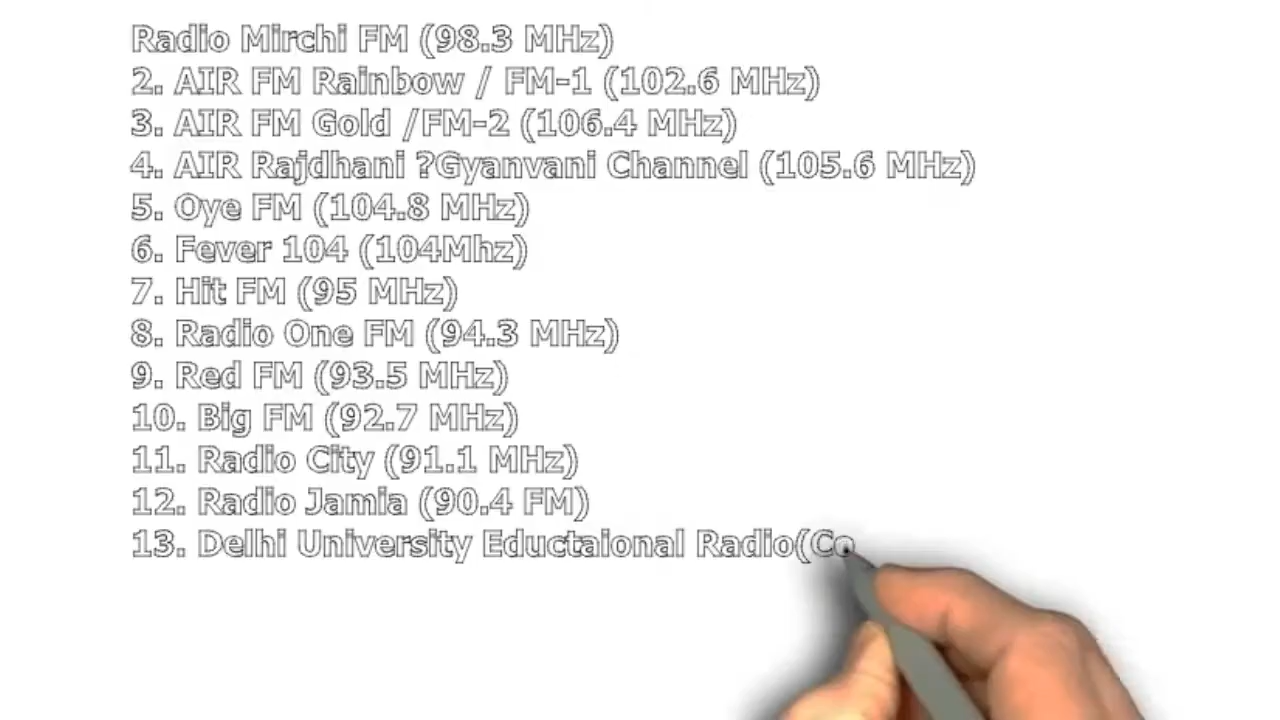 Radio Mirchi FM (98.3 MHz)
2. AIR FM Rainbow / FM-1 (102.6 MHz)
3. AIR FM Gold /FM-2 (106.4 MHz)
4. AIR Rajdhani ?Gyanvani Channel (105.6 MHz)
5. Oye FM (104.8 MHz)
6. Fever 104 (104Mhz)
7. Hit FM (95 MHz)
8. Radio One FM (94.3 MHz)
9. Red FM (93.5 MHz)
10. Big FM (92.7 MHz)
11. Radio City (91.1 MHz)
12. Radio Jamia (90.4 FM)
13. Delhi University Eductaional Radio(Co